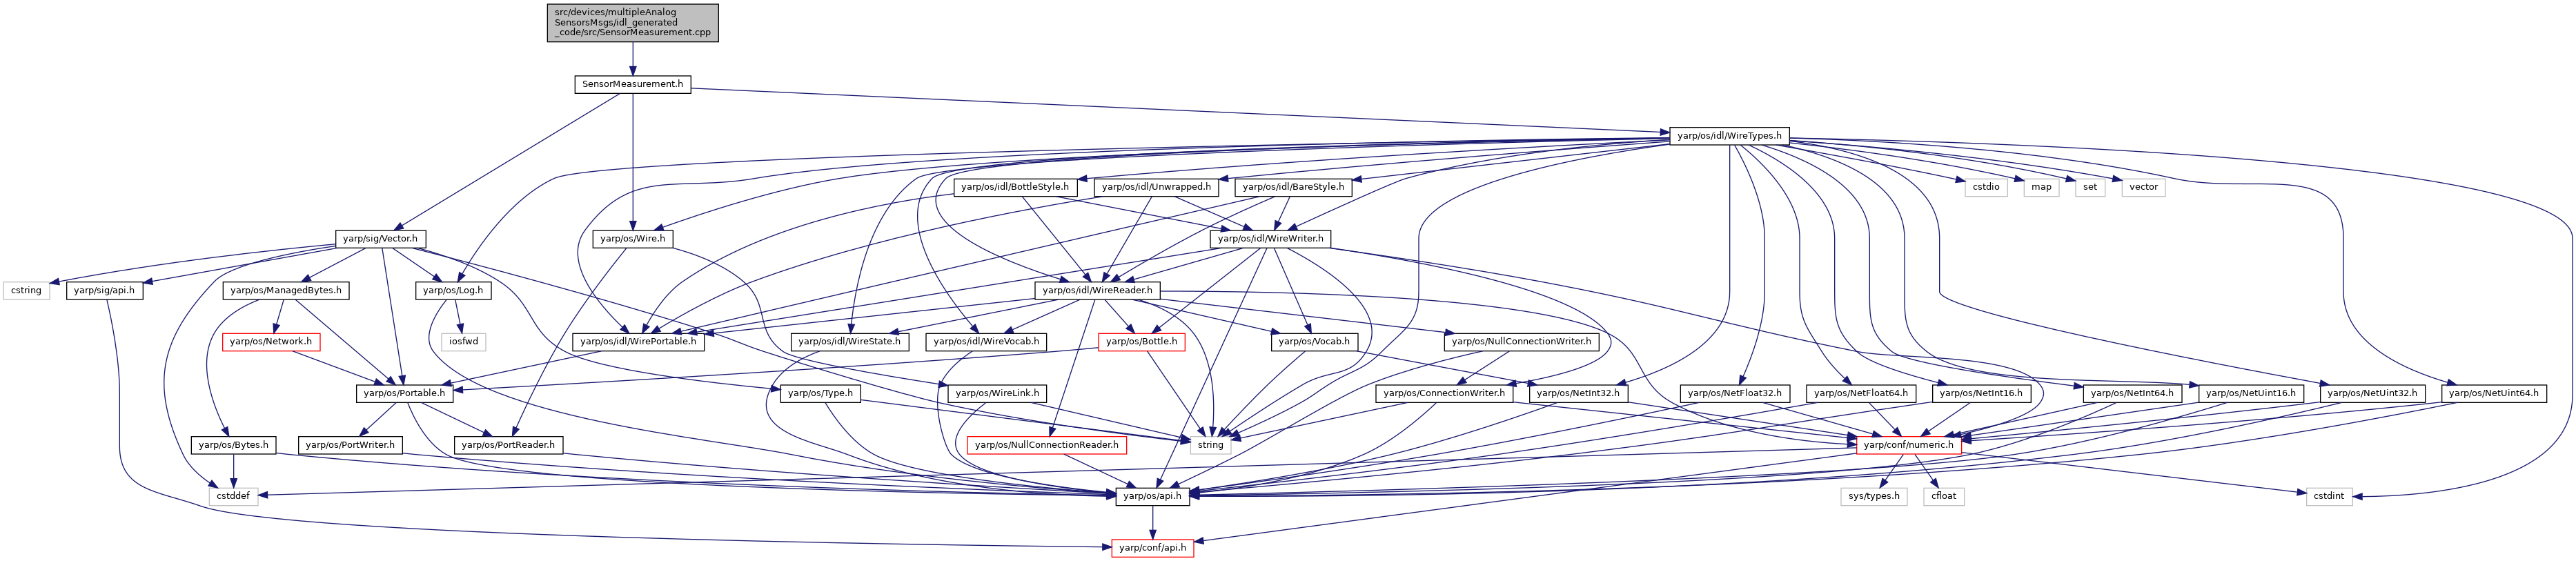 src/devices/multipleAnalog
SensorsMsgs/idl_generated
_code/src/SensorMeasurement.cpp
SensorMeasurement.h
yarp/os/idl/WireTypes.h
yarp/os/idl/BottleStyle.h
yarp/os/idl/Unwrapped.h
yarp/os/idl/BareStyle.h
cstdio
map
set
vector
yarp/sig/Vector.h
yarp/os/Wire.h
yarp/os/idl/WireWriter.h
cstring
yarp/sig/api.h
yarp/os/ManagedBytes.h
yarp/os/Log.h
yarp/os/idl/WireReader.h
yarp/os/Network.h
iosfwd
yarp/os/idl/WirePortable.h
yarp/os/idl/WireState.h
yarp/os/idl/WireVocab.h
yarp/os/Bottle.h
yarp/os/Vocab.h
yarp/os/NullConnectionWriter.h
yarp/os/Portable.h
yarp/os/Type.h
yarp/os/WireLink.h
yarp/os/ConnectionWriter.h
yarp/os/NetInt32.h
yarp/os/NetFloat32.h
yarp/os/NetFloat64.h
yarp/os/NetInt16.h
yarp/os/NetInt64.h
yarp/os/NetUint16.h
yarp/os/NetUint32.h
yarp/os/NetUint64.h
yarp/os/Bytes.h
yarp/os/PortWriter.h
yarp/os/PortReader.h
yarp/os/NullConnectionReader.h
string
yarp/conf/numeric.h
cstddef
yarp/os/api.h
sys/types.h
cfloat
cstdint
yarp/conf/api.h